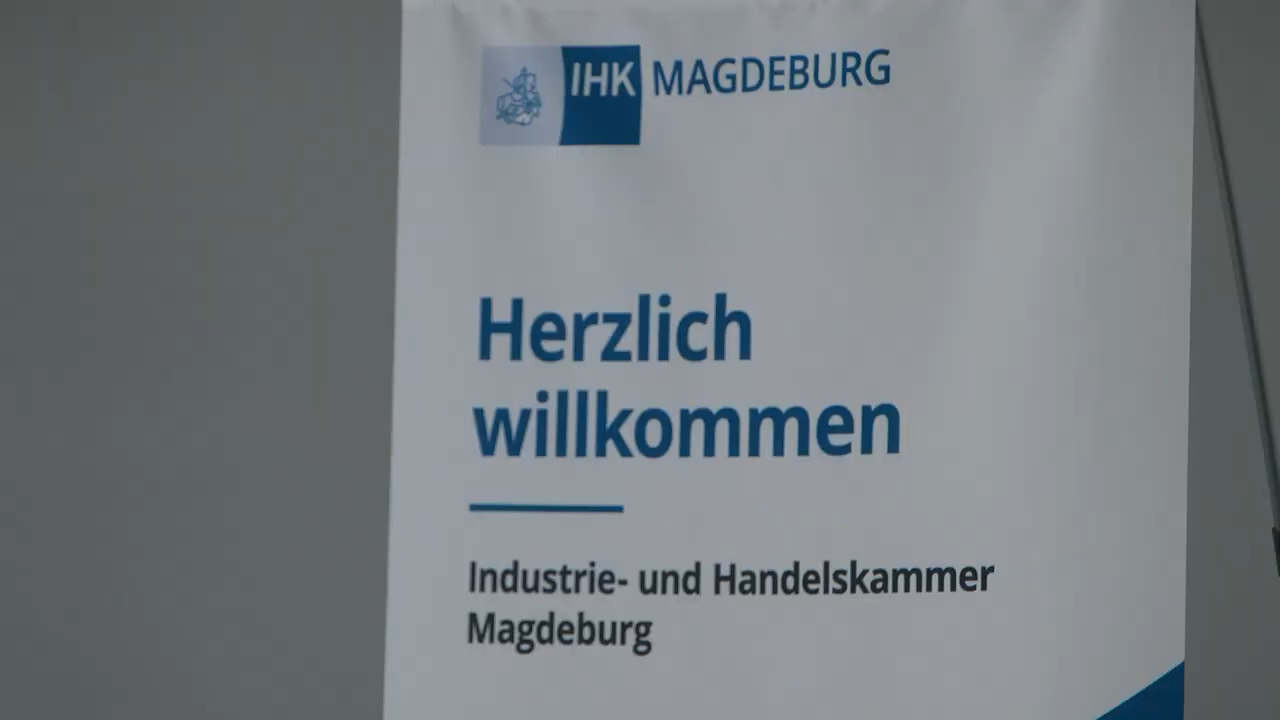 IHK MAGDEBURG
Herzlich
willkommen
Industrie- und Handelskammer
Magdeburg